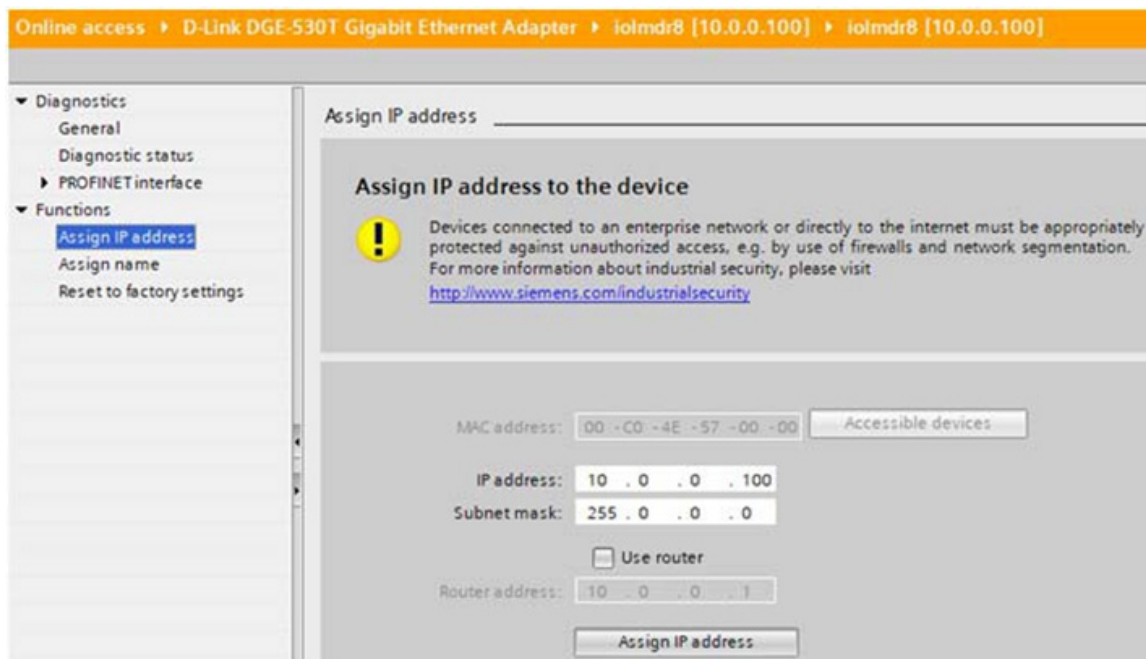 Online access ▸ D-Link DGE-530T Gigabit Ethernet Adapter ▸ iolmdr8 [10.0.0.100] ▸ iolmdr8 [10.0.0.100]
Diagnostics
General
Diagnostic status
PROFINET interface
Functions
Assign IP address
Assign name
Reset to factory settings
Assign IP address
Assign IP address to the device
Devices connected to an enterprise network or directly to the internet must be appropriately
protected against unauthorized access, e.g. by use of firewalls and network segmentation.
For more information about industrial security, please visit
http://www.siemens.com/industrialsecurity
MAC address: 00 -C0 -4E -57 -00 -00 Accessible devices
IP address: 10 . 0 . 0 . 100
Subnet mask: 255 . 0 . 0 . 0
Use router
Router address: 10 . 0 . 0 . 1
Assign IP address